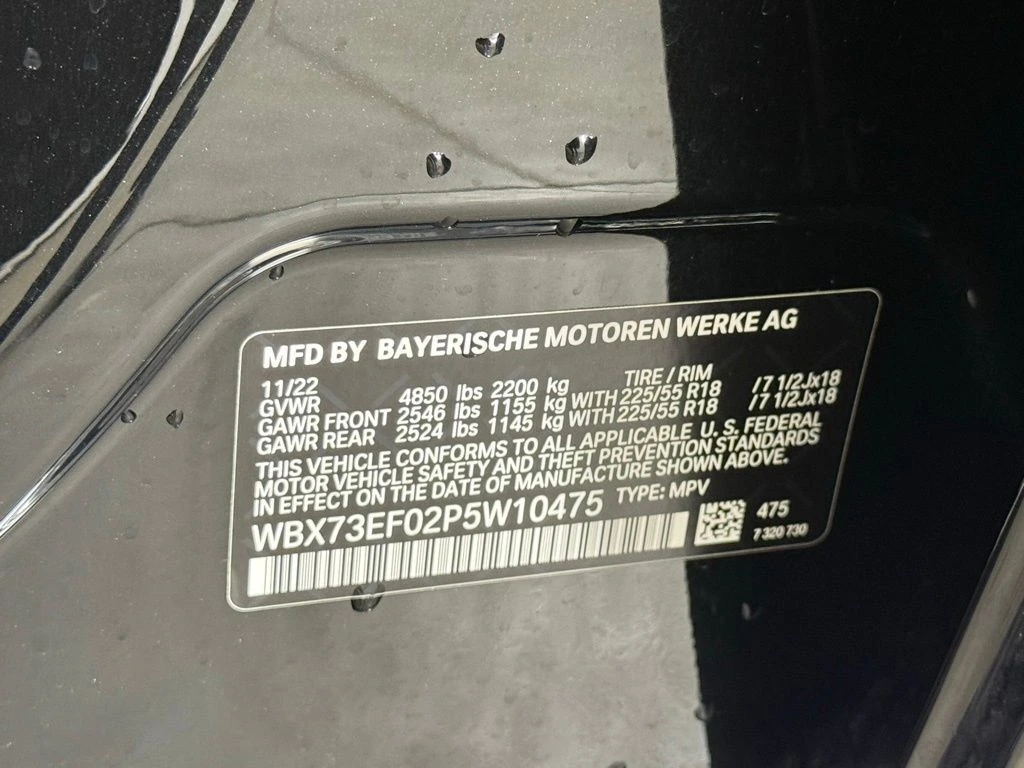 MFD BY BAYERISCHE MOTOREN WERKE AG
11/22 TIRE / RIM
GVWR 4850 lbs 2200 kg
GAWR FRONT 2546 lbs 1155 kg WITH 225/55 R18 /7 1/2Jx18
GAWR REAR 2524 lbs 1145 kg WITH 225/55 R18 /7 1/2Jx18
THIS VEHICLE CONFORMS TO ALL APPLICABLE U.S. FEDERAL
MOTOR VEHICLE SAFETY AND THEFT PREVENTION STANDARDS
IN EFFECT ON THE DATE OF MANUFACTURE SHOWN ABOVE.
WBX73EF02P5W10475 TYPE: MPV
475
7 320 730